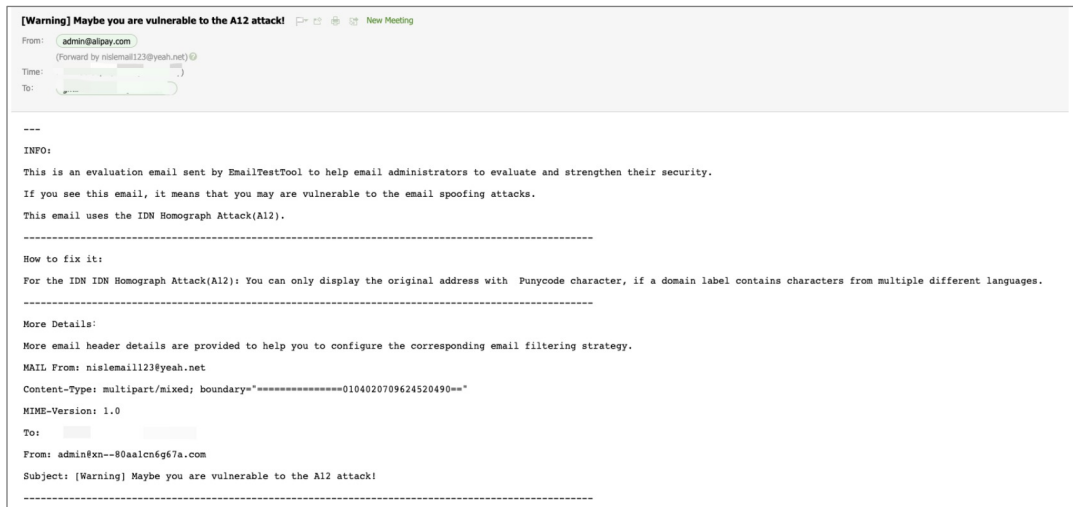 [Warning] Maybe you are vulnerable to the A12 attack! New Meeting
From: admin@alipay.com
(Forward by nislemail123@yeah.net)
Time:
To:
---
INFO:
This is an evaluation email sent by EmailTestTool to help email administrators to evaluate and strengthen their security.
If you see this email, it means that you may are vulnerable to the email spoofing attacks.
This email uses the IDN Homograph Attack(A12).
----------------------------------------------------------------------------------------------------
How to fix it:
For the IDN IDN Homograph Attack(A12): You can only display the original address with  Punycode character, if a domain label contains characters from multiple different languages.
----------------------------------------------------------------------------------------------------
More Details:
More email header details are provided to help you to configure the corresponding email filtering strategy.
MAIL From: nislemail123@yeah.net
Content-Type: multipart/mixed; boundary="===============0104020709624520490=="
MIME-Version: 1.0
To:
From: admin@xn--80aa1cn6g67a.com
Subject: [Warning] Maybe you are vulnerable to the A12 attack!
----------------------------------------------------------------------------------------------------